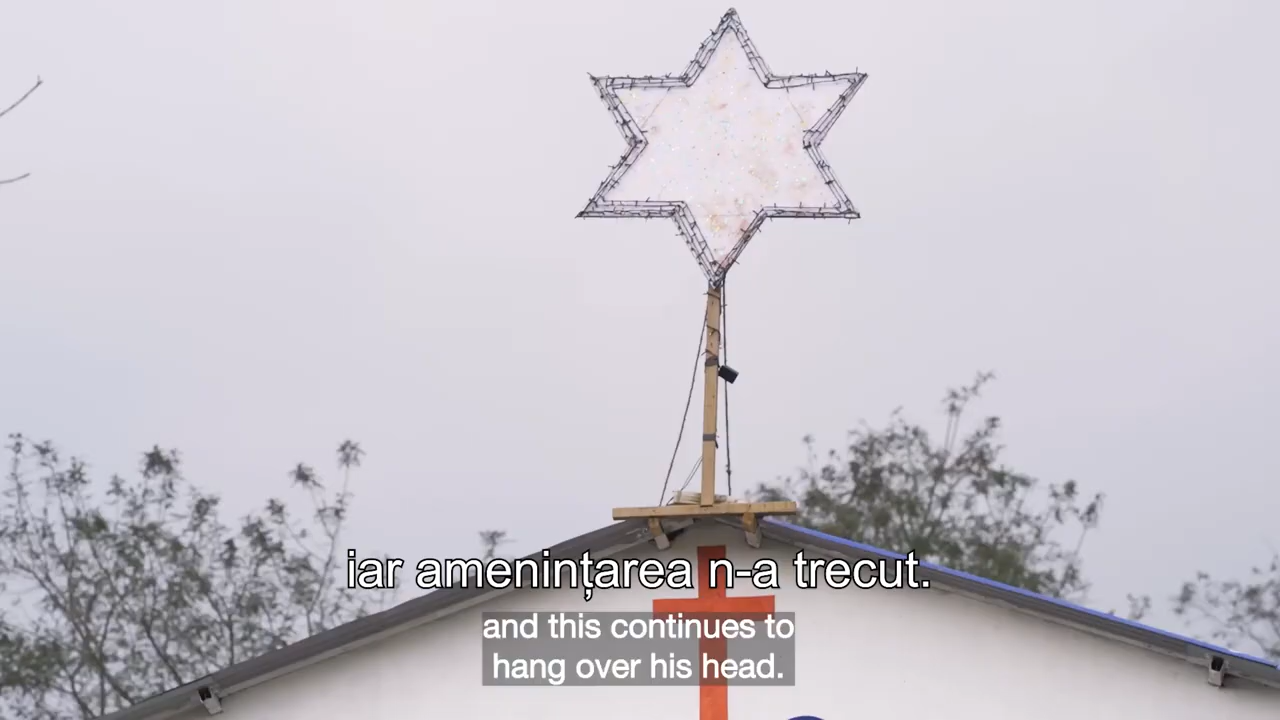 iar amenințarea n-a trecut.
and this continues to
hang over his head.